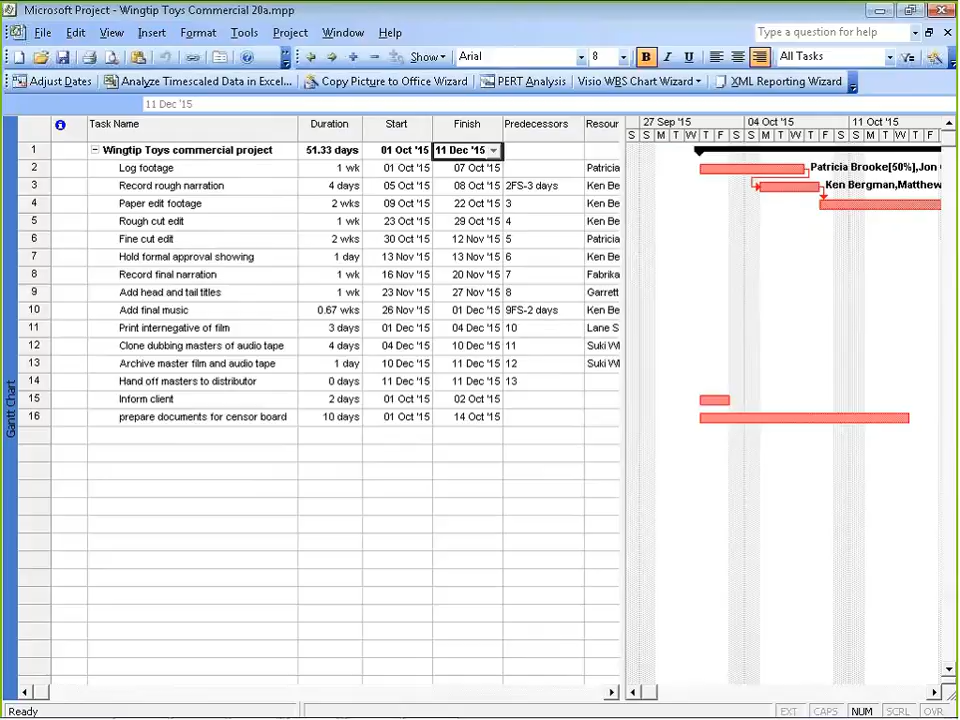 Microsoft Project - Wingtip Toys Commercial 20a.mpp
File Edit View Insert Format Tools Project Window Help Type a question for help
Show Arial 8 B I U All Tasks
Adjust Dates Analyze Timescaled Data in Excel... Copy Picture to Office Wizard PERT Analysis Visio WBS Chart Wizard XML Reporting Wizard
11 Dec '15
Task Name Duration Start Finish Predecessors Resour 27 Sep '15 04 Oct '15 11 Oct '15
S S M T W T F S S M T W T F S S M T W T F
1 Wingtip Toys commercial project 51.33 days 01 Oct '15 11 Dec '15
2 Log footage 1 wk 01 Oct '15 07 Oct '15 Patricia Patricia Brooke[50%],Jon
3 Record rough narration 4 days 05 Oct '15 08 Oct '15 2FS-3 days Ken Be Ken Bergman,Matthew
4 Paper edit footage 2 wks 09 Oct '15 22 Oct '15 3 Ken Be
5 Rough cut edit 1 wk 23 Oct '15 29 Oct '15 4 Ken Be
6 Fine cut edit 2 wks 30 Oct '15 12 Nov '15 5 Patricia
7 Hold formal approval showing 1 day 13 Nov '15 13 Nov '15 6 Ken Be
8 Record final narration 1 wk 16 Nov '15 20 Nov '15 7 Fabrika
9 Add head and tail titles 1 wk 23 Nov '15 27 Nov '15 8 Garrett
10 Add final music 0.67 wks 26 Nov '15 01 Dec '15 9FS-2 days Ken Be
11 Print internegative of film 3 days 01 Dec '15 04 Dec '15 10 Lane S
12 Clone dubbing masters of audio tape 4 days 04 Dec '15 10 Dec '15 11 Suki W
13 Archive master film and audio tape 1 day 10 Dec '15 11 Dec '15 12 Suki W
14 Hand off masters to distributor 0 days 11 Dec '15 11 Dec '15 13
15 Inform client 2 days 01 Oct '15 02 Oct '15
16 prepare documents for censor board 10 days 01 Oct '15 14 Oct '15
Gantt Chart
Ready EXT CAPS NUM SCRL OVR